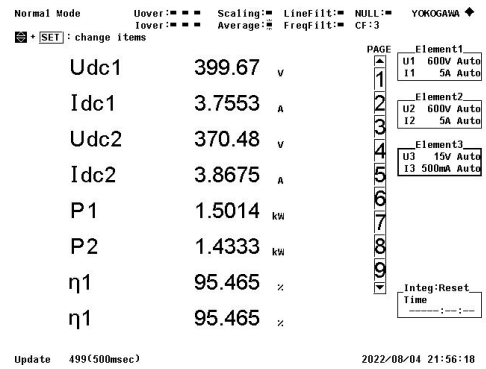 Normal Mode Uover: Scaling: LineFilt: NULL: YOKOGAWA
Iover: Average: FreqFilt: CF:3
+ SET : change items
PAGE
Udc1 399.67 V
Idc1 3.7553 A
Udc2 370.48 V
Idc2 3.8675 A
P1 1.5014 kW
P2 1.4333 kW
η1 95.465 %
η1 95.465 %
1
2
3
4
5
6
7
8
9
Element1
U1 600V Auto
I1 5A Auto
Element2
U2 600V Auto
I2 5A Auto
Element3
U3 15V Auto
I3 500mA Auto
Integ:Reset
Time
-----:--:--
Update 499(500msec) 2022/08/04 21:56:18